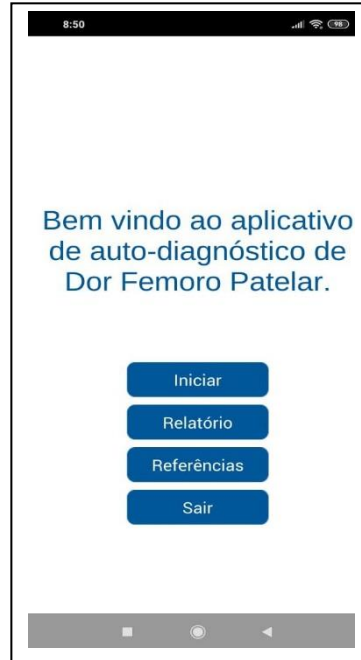 8:50
98
Bem vindo ao aplicativo
de auto-diagnóstico de
Dor Femoro Patelar.
Iniciar
Relatório
Referências
Sair